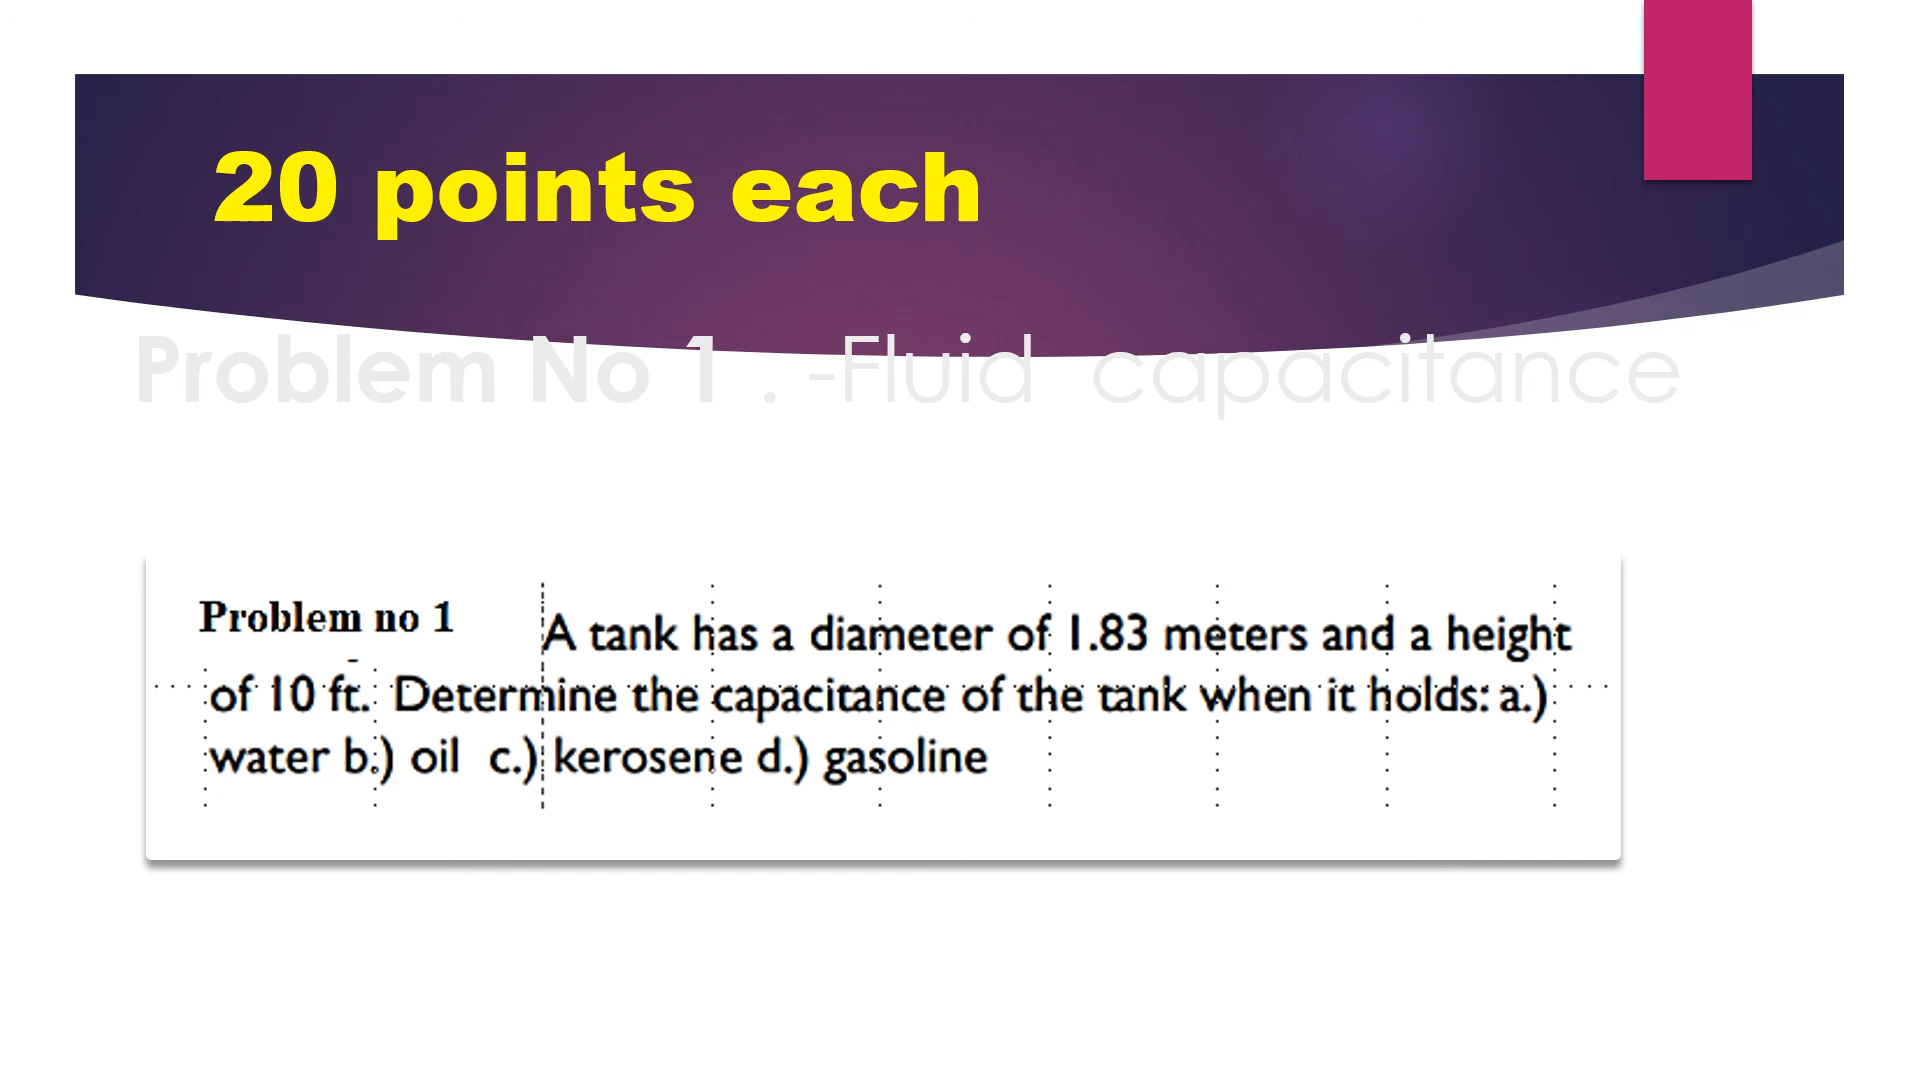 20 points each
Problem No 1 . -Fluid capacitance
Problem no 1
A tank has a diameter of 1.83 meters and a height
of 10 ft. Determine the capacitance of the tank when it holds: a.)
water b.) oil c.) kerosene d.) gasoline